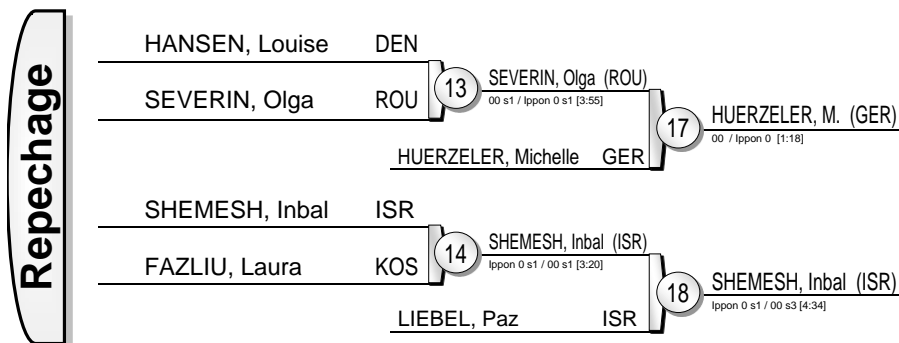 Repechage
HANSEN, Louise DEN
SEVERIN, Olga ROU
13
SEVERIN, Olga (ROU)
00 s1 / Ippon 0 s1 [3:55]
HUERZELER, Michelle GER
17
HUERZELER, M. (GER)
00 / Ippon 0 [1:18]
SHEMESH, Inbal ISR
FAZLIU, Laura KOS
14
SHEMESH, Inbal (ISR)
Ippon 0 s1 / 00 s1 [3:20]
LIEBEL, Paz ISR
18
SHEMESH, Inbal (ISR)
Ippon 0 s1 / 00 s3 [4:34]